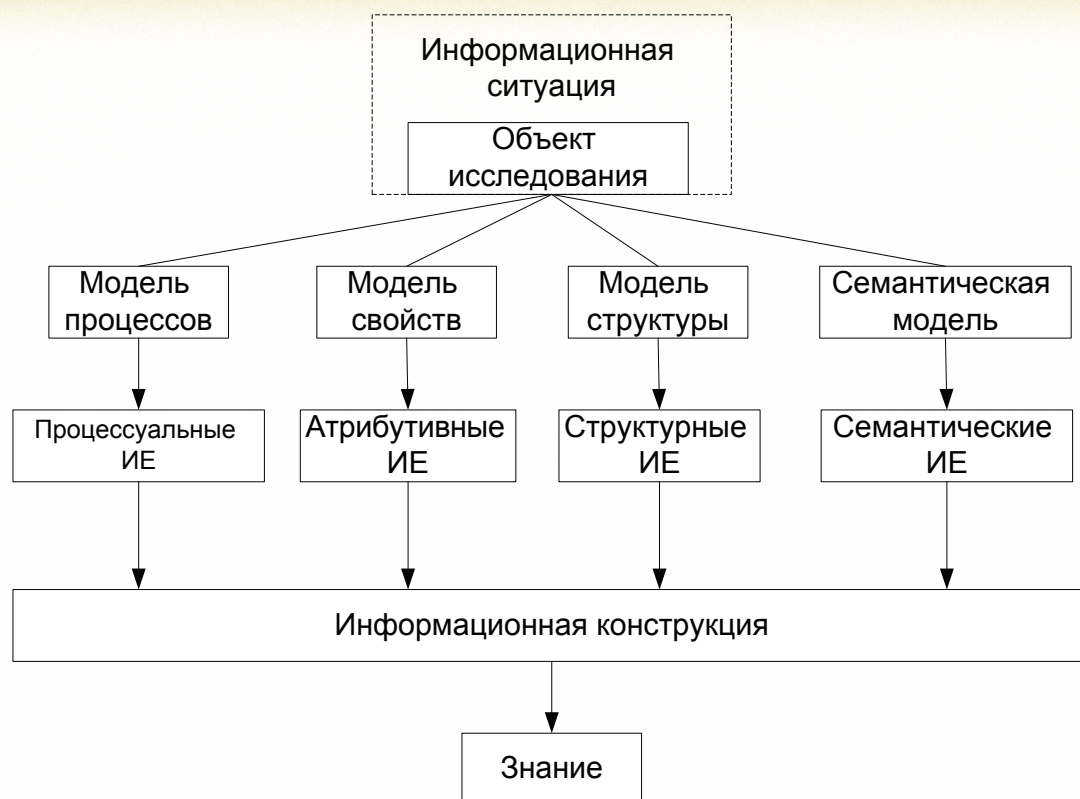 Информационная
ситуация
Объект
исследования
Модель
процессов
Модель
свойств
Модель
структуры
Семантическая
модель
Процессуальные
ИЕ
Атрибутивные
ИЕ
Структурные
ИЕ
Семантические
ИЕ
Информационная конструкция
Знание